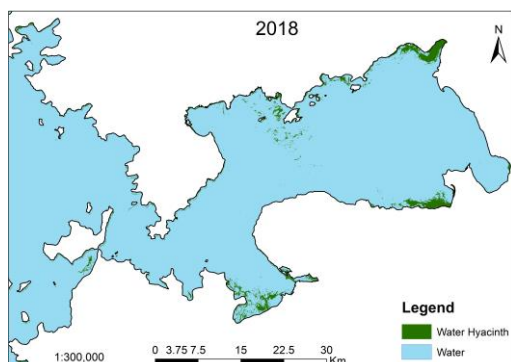 2018
N
Legend
Water Hyacinth
Water
1:300,000
0 3.75 7.5 15 22.5 30
Km